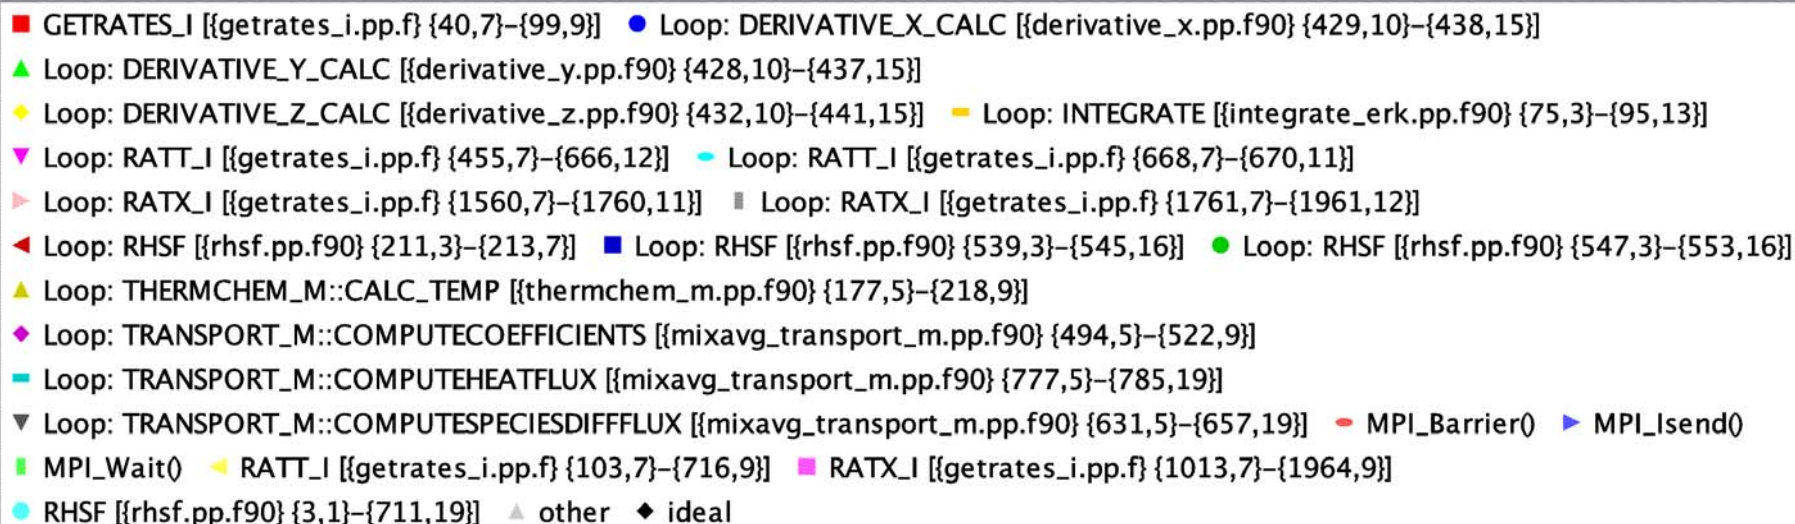 GETRATES_I [{getrates_i.pp.f} {40,7}–{99,9}] Loop: DERIVATIVE_X_CALC [{derivative_x.pp.f90} {429,10}–{438,15}]
Loop: DERIVATIVE_Y_CALC [{derivative_y.pp.f90} {428,10}–{437,15}]
Loop: DERIVATIVE_Z_CALC [{derivative_z.pp.f90} {432,10}–{441,15}] Loop: INTEGRATE [{integrate_erk.pp.f90} {75,3}–{95,13}]
Loop: RATT_I [{getrates_i.pp.f} {455,7}–{666,12}] Loop: RATT_I [{getrates_i.pp.f} {668,7}–{670,11}]
Loop: RATX_I [{getrates_i.pp.f} {1560,7}–{1760,11}] Loop: RATX_I [{getrates_i.pp.f} {1761,7}–{1961,12}]
Loop: RHSF [{rhsf.pp.f90} {211,3}–{213,7}] Loop: RHSF [{rhsf.pp.f90} {539,3}–{545,16}] Loop: RHSF [{rhsf.pp.f90} {547,3}–{553,16}]
Loop: THERMCHEM_M::CALC_TEMP [{thermchem_m.pp.f90} {177,5}–{218,9}]
Loop: TRANSPORT_M::COMPUTECOEFFICIENTS [{mixavg_transport_m.pp.f90} {494,5}–{522,9}]
Loop: TRANSPORT_M::COMPUTEHEATFLUX [{mixavg_transport_m.pp.f90} {777,5}–{785,19}]
Loop: TRANSPORT_M::COMPUTESPECIESDIFFFLUX [{mixavg_transport_m.pp.f90} {631,5}–{657,19}] MPI_Barrier() MPI_Isend()
MPI_Wait() RATT_I [{getrates_i.pp.f} {103,7}–{716,9}] RATX_I [{getrates_i.pp.f} {1013,7}–{1964,9}]
RHSF [{rhsf.pp.f90} {3,1}–{711,19}] other ideal